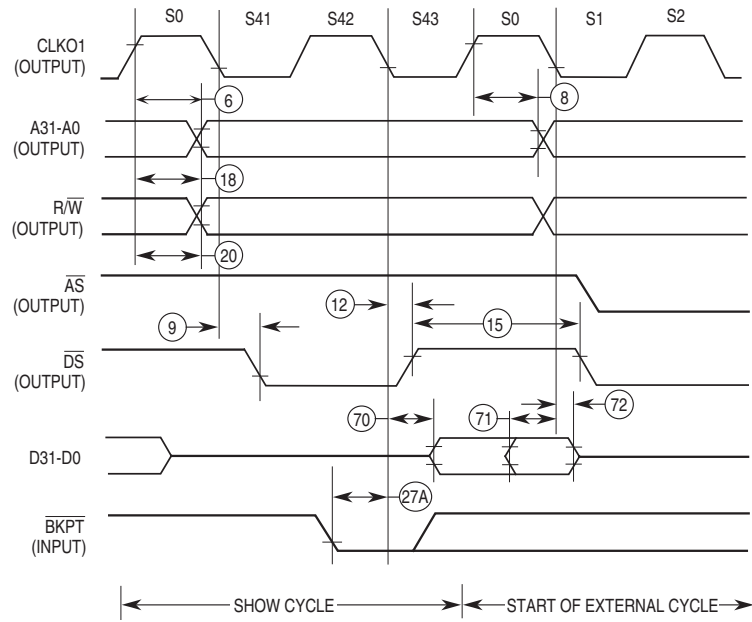 S0 S41 S42 S43 S0 S1 S2
CLKO1
(OUTPUT)
6
8
A31-A0
(OUTPUT)
18
R/W
(OUTPUT)
20
AS
(OUTPUT)
12
15
9
DS
(OUTPUT)
70
71
72
D31-D0
27A
BKPT
(INPUT)
SHOW CYCLE
START OF EXTERNAL CYCLE